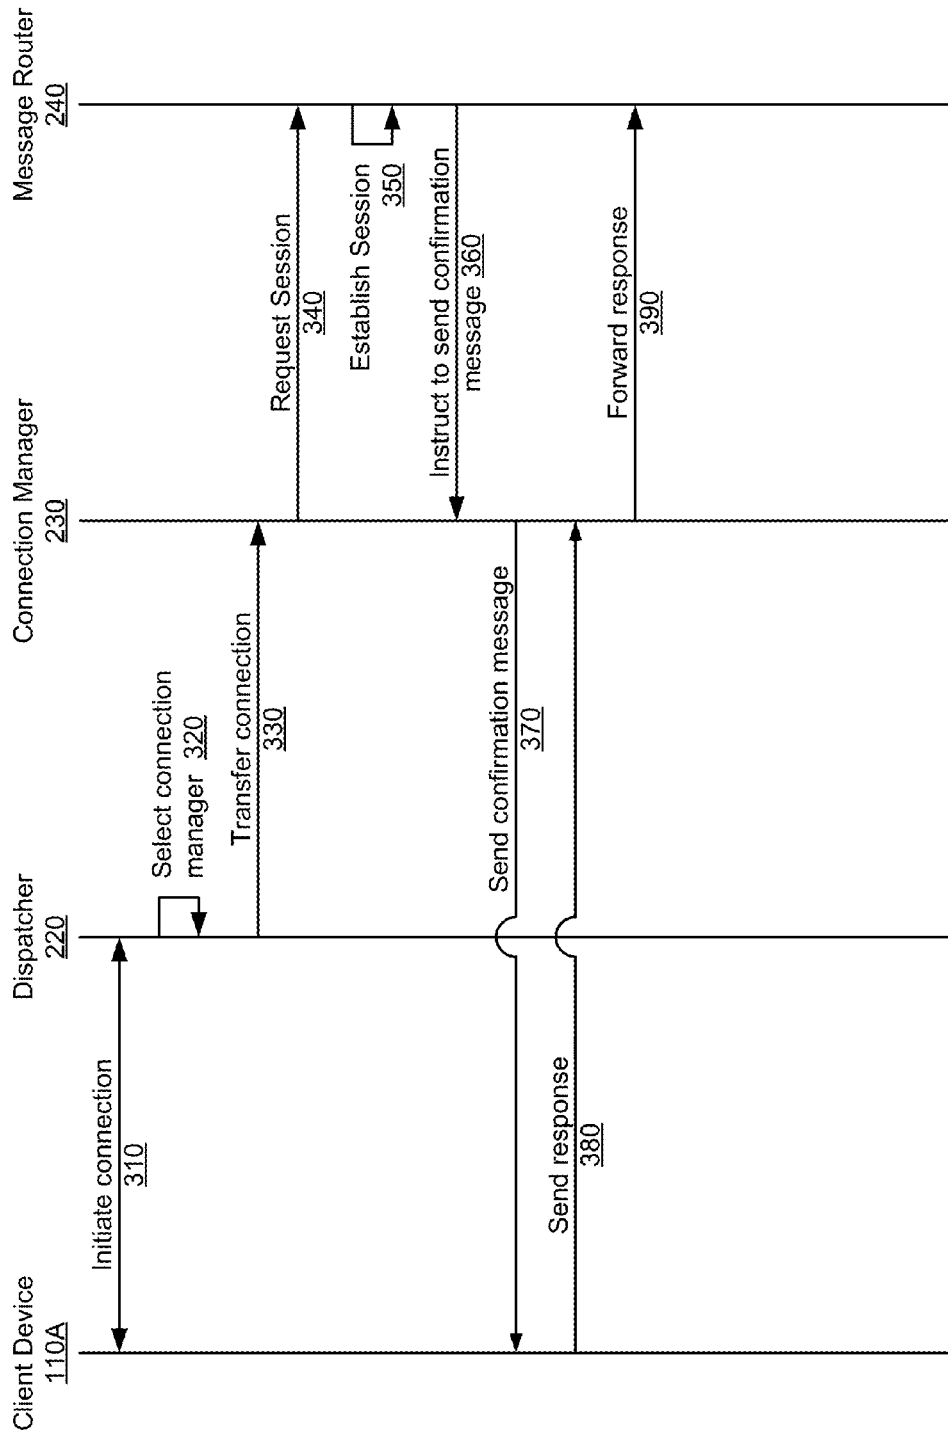 Client Device
110A
Dispatcher
220
Connection Manager
230
Message Router
240
Initiate connection
310
Select connection
manager 320
Transfer connection
330
Request Session
340
Establish Session
350
Instruct to send confirmation
message 360
Send confirmation message
370
Send response
380
Forward response
390